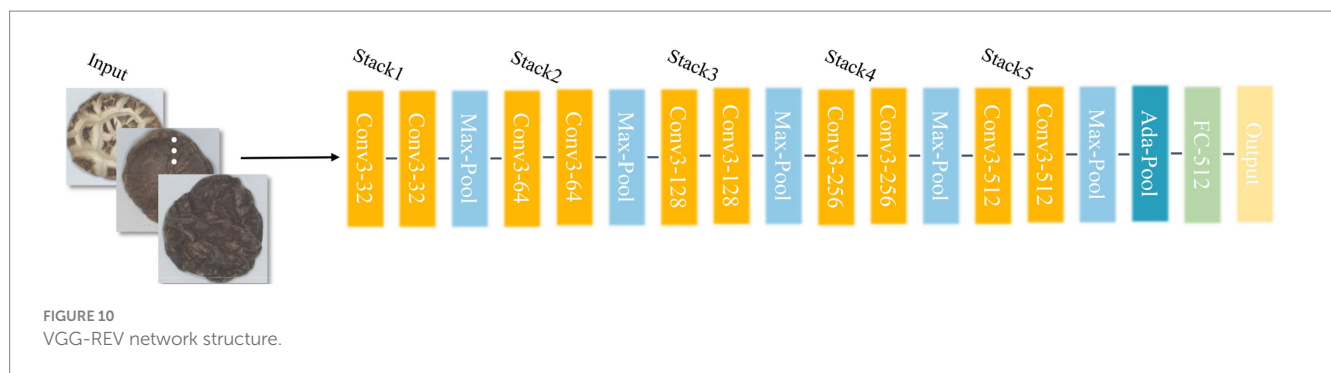 Input
Stack1
Stack2
Stack3
Stack4
Stack5
Conv3-32
Conv3-32
Max-Pool
Conv3-64
Conv3-64
Max-Pool
Conv3-128
Conv3-128
Max-Pool
Conv3-256
Conv3-256
Max-Pool
Conv3-512
Conv3-512
Max-Pool
Ada-Pool
FC-512
Output
FIGURE 10
VGG-REV network structure.